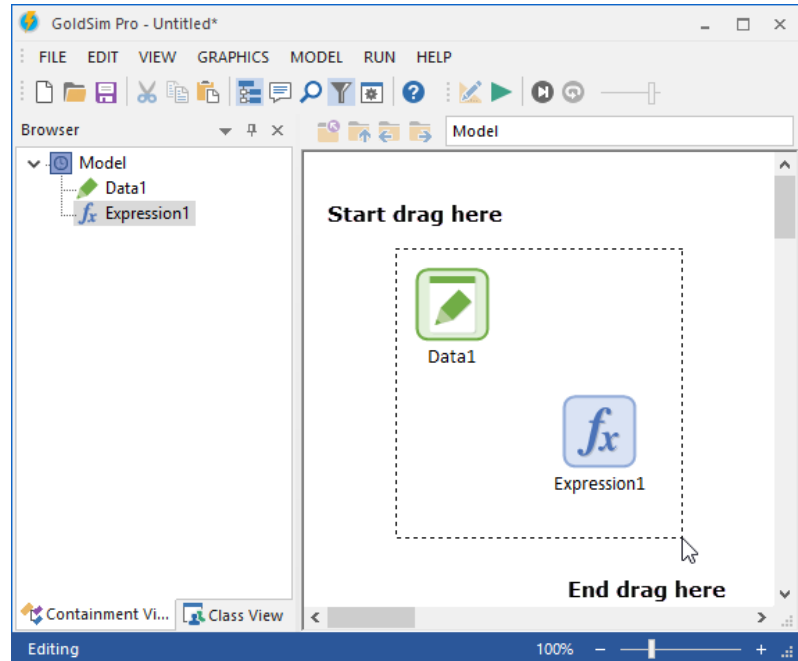 GoldSim Pro - Untitled*
FILE EDIT VIEW GRAPHICS MODEL RUN HELP
Browser
Model
Model
Data1
Expression1
Start drag here
Data1
fx
Expression1
End drag here
Containment Vi... Class View
Editing 100%